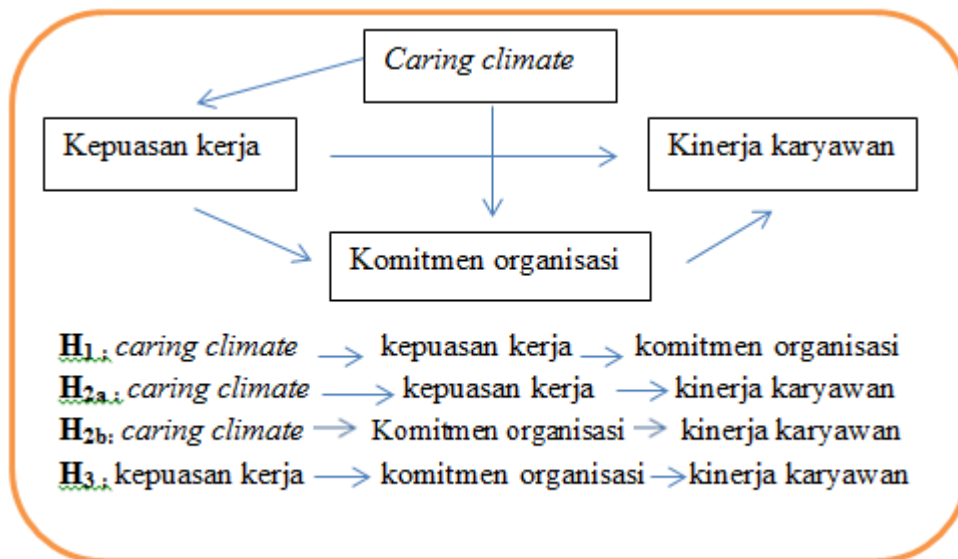 Caring climate
Kepuasan kerja
Kinerja karyawan
Komitmen organisasi
H1 : caring climate → kepuasan kerja → komitmen organisasi
H2a : caring climate → kepuasan kerja → kinerja karyawan
H2b: caring climate → Komitmen organisasi → kinerja karyawan
H3 : kepuasan kerja → komitmen organisasi → kinerja karyawan